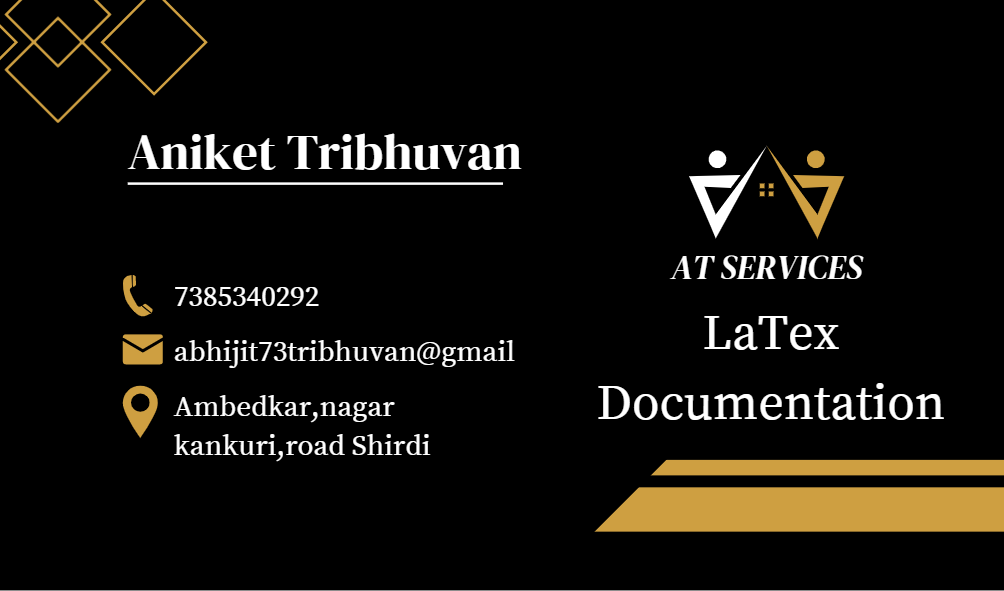 Aniket Tribhuvan
7385340292
abhijit73tribhuvan@gmail
Ambedkar,nagar
kankuri,road Shirdi
AT SERVICES
LaTex
Documentation